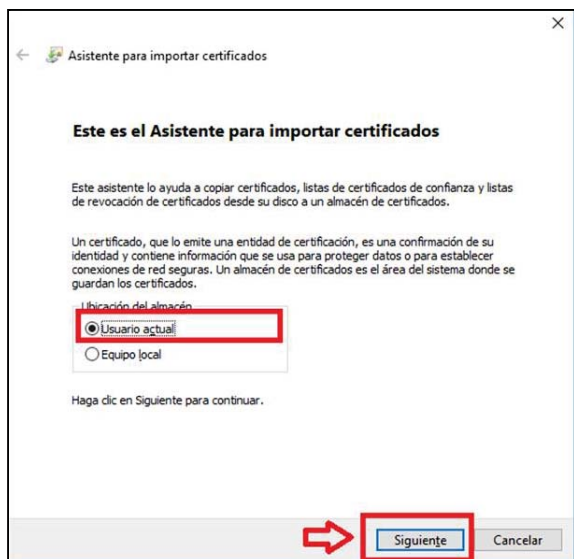 Asistente para importar certificados
Este es el Asistente para importar certificados
Este asistente lo ayuda a copiar certificados, listas de certificados de confianza y listas
de revocación de certificados desde su disco a un almacén de certificados.
Un certificado, que lo emite una entidad de certificación, es una confirmación de su
identidad y contiene información que se usa para proteger datos o para establecer
conexiones de red seguras. Un almacén de certificados es el área del sistema donde se
guardan los certificados.
Ubicación del almacén
Usuario actual
Equipo local
Haga clic en Siguiente para continuar.
Siguiente
Cancelar